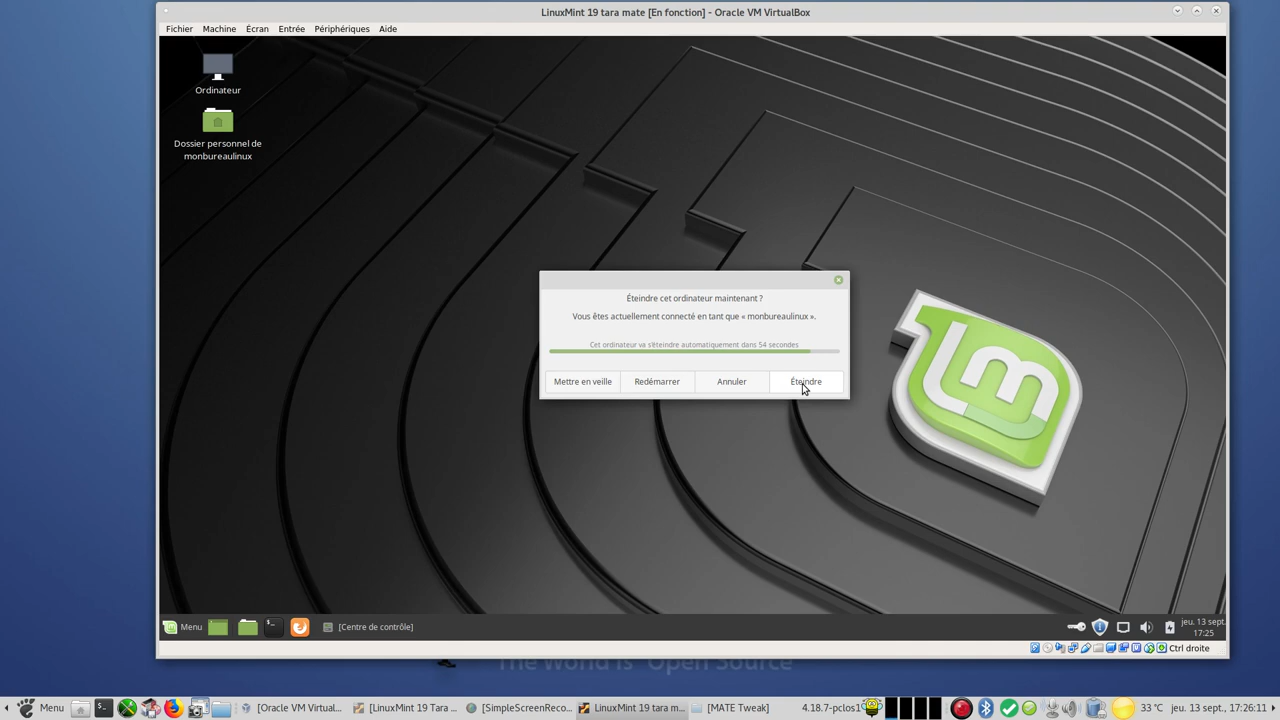 LinuxMint 19 tara mate [En fonction] - Oracle VM VirtualBox
Fichier Machine Écran Entrée Périphériques Aide
Ordinateur
Dossier personnel de
monbureaulinux
Éteindre cet ordinateur maintenant ?
Vous êtes actuellement connecté en tant que « monbureaulinux ».
Cet ordinateur va s'éteindre automatiquement dans 54 secondes
Mettre en veille Redémarrer Annuler Éteindre
Menu [Centre de contrôle] jeu. 13 sept.
17:25
Ctrl droite
The World is 'Open Source'
Menu [Oracle VM Virtual... [LinuxMint 19 Tara ... [SimpleScreenReco... LinuxMint 19 tara m... [MATE Tweak] 4.18.7-pclos1 33 °C jeu. 13 sept., 17:26:11